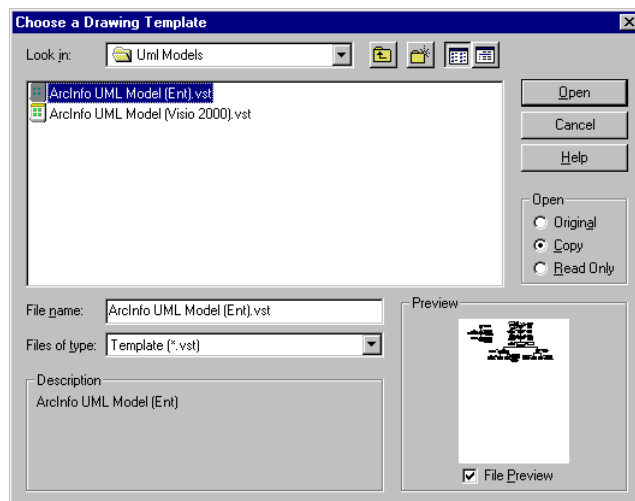 Choose a Drawing Template
Look in: Uml Models
ArcInfo UML Model (Ent).vst
ArcInfo UML Model (Visio 2000).vst
Open
Cancel
Help
Open
Original
Copy
Read Only
File name: ArcInfo UML Model (Ent).vst
Files of type: Template (*.vst)
Description
ArcInfo UML Model (Ent)
Preview
File Preview